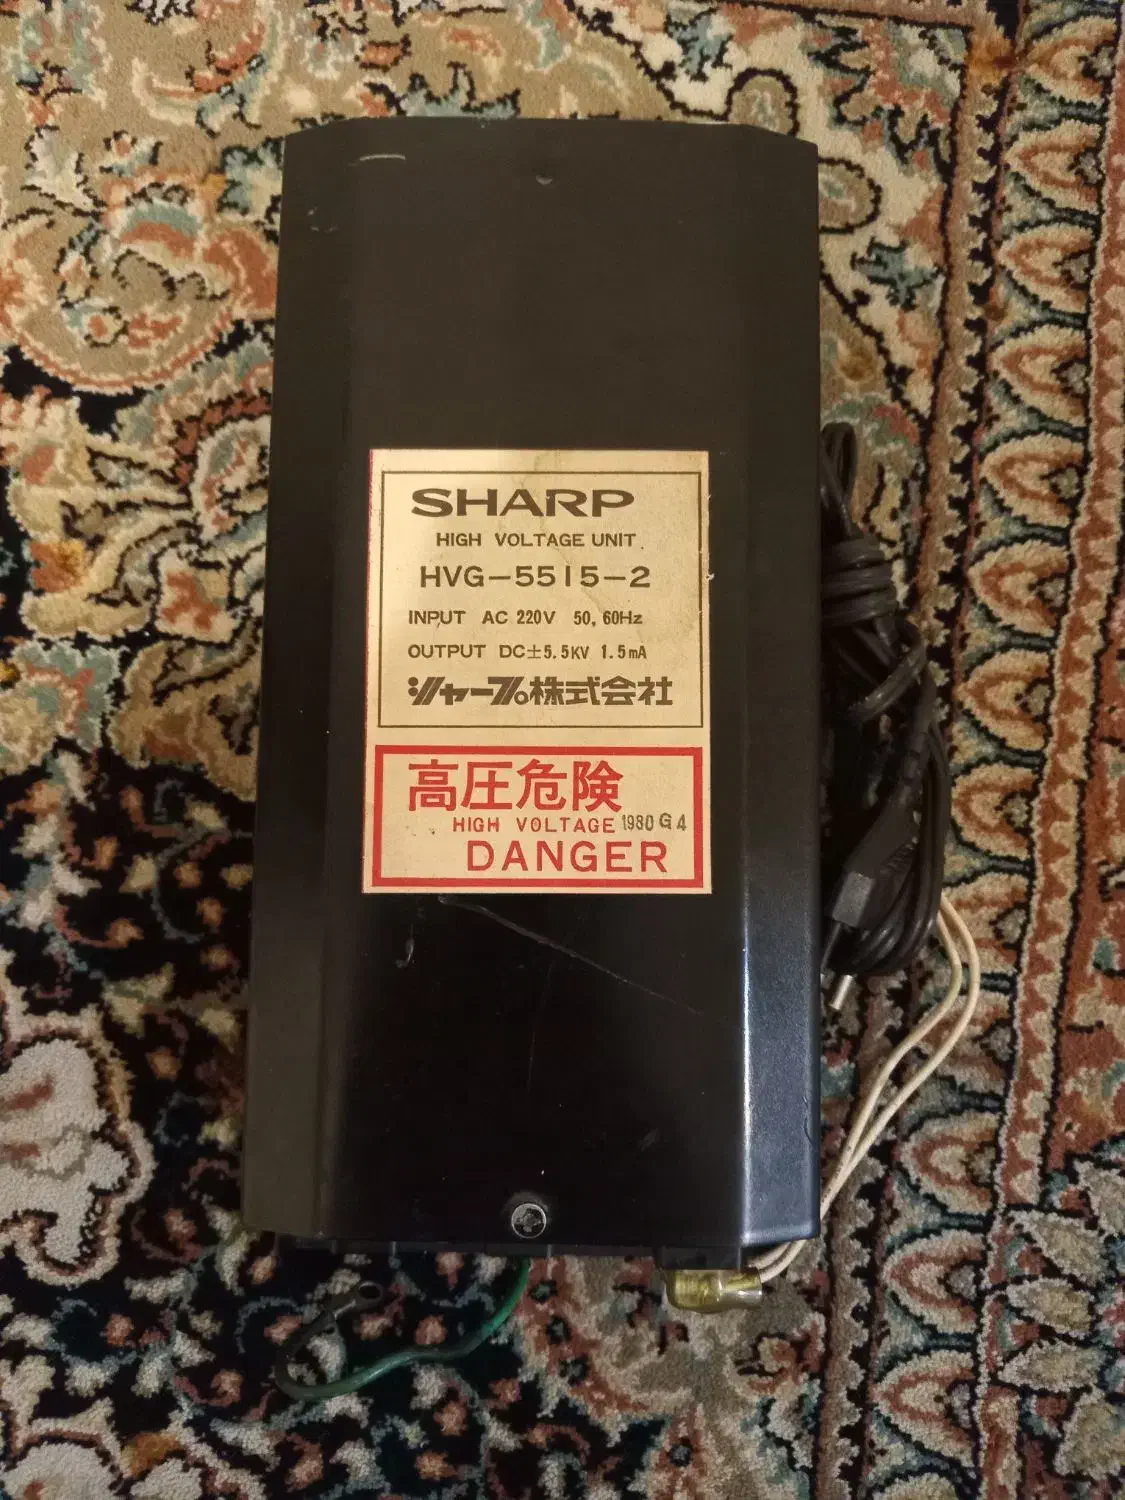 SHARP
HIGH VOLTAGE UNIT
HVG-5515-2
INPUT AC 220V 50, 60Hz
OUTPUT DC±5.5KV 1.5mA
シャープ株式会社
高圧危険
HIGH VOLTAGE 1980 G 4
DANGER